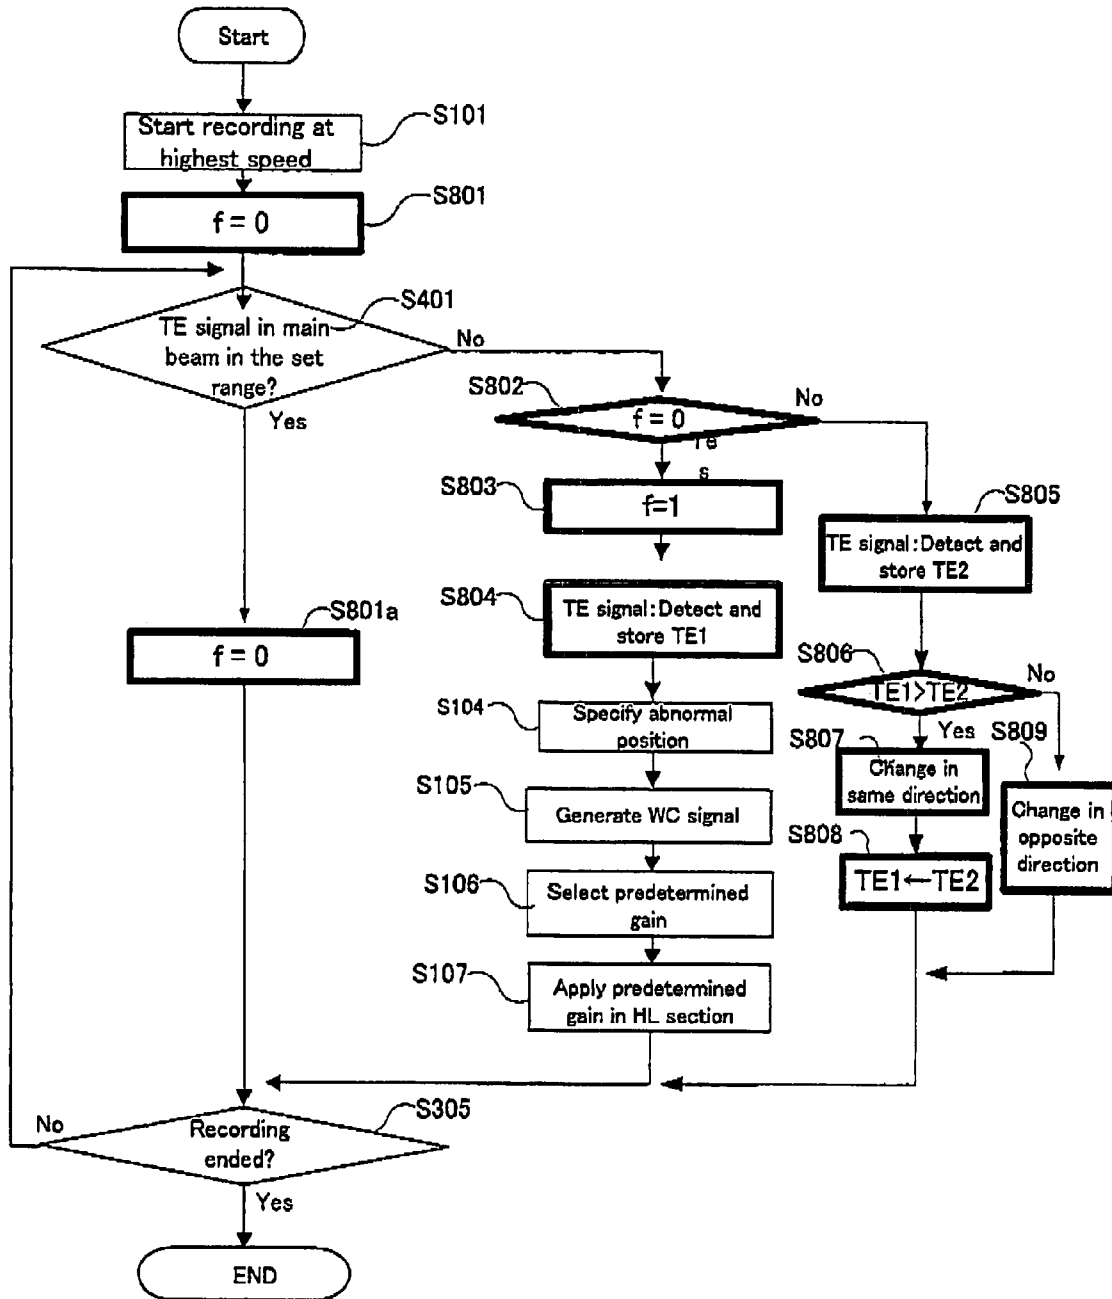 Start
S101
Start recording at
highest speed
S801
f = 0
S401
TE signal in main
beam in the set
range?
No
Yes
S802
f = 0
No
Ye
s
S803
f=1
S805
TE signal:Detect and
store TE2
S804
TE signal:Detect and
store TE1
S801a
f = 0
S806
TE1>TE2
No
Yes
S104
Specify abnormal
position
S807
Change in
same direction
S809
Change in
opposite
direction
S105
Generate WC signal
S808
TE1←TE2
S106
Select predetermined
gain
S107
Apply predetermined
gain in HL section
S305
Recording
ended?
No
Yes
END